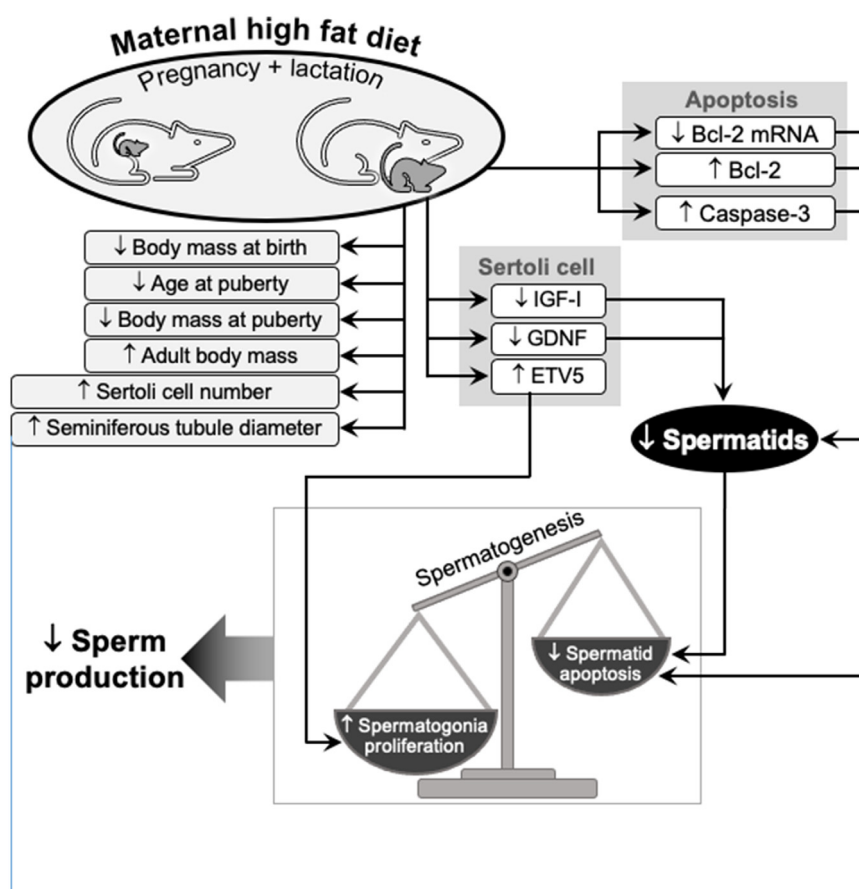 Maternal high fat diet
Pregnancy + lactation
Apoptosis
↓ Bcl-2 mRNA
↑ Bcl-2
↑ Caspase-3
↓ Body mass at birth
↓ Age at puberty
↓ Body mass at puberty
↑ Adult body mass
↑ Sertoli cell number
↑ Seminiferous tubule diameter
Sertoli cell
↓ IGF-I
↓ GDNF
↑ ETV5
↓ Spermatids
Spermatogenesis
↓ Spermatid
apoptosis
↑ Spermatogonia
proliferation
↓ Sperm
production